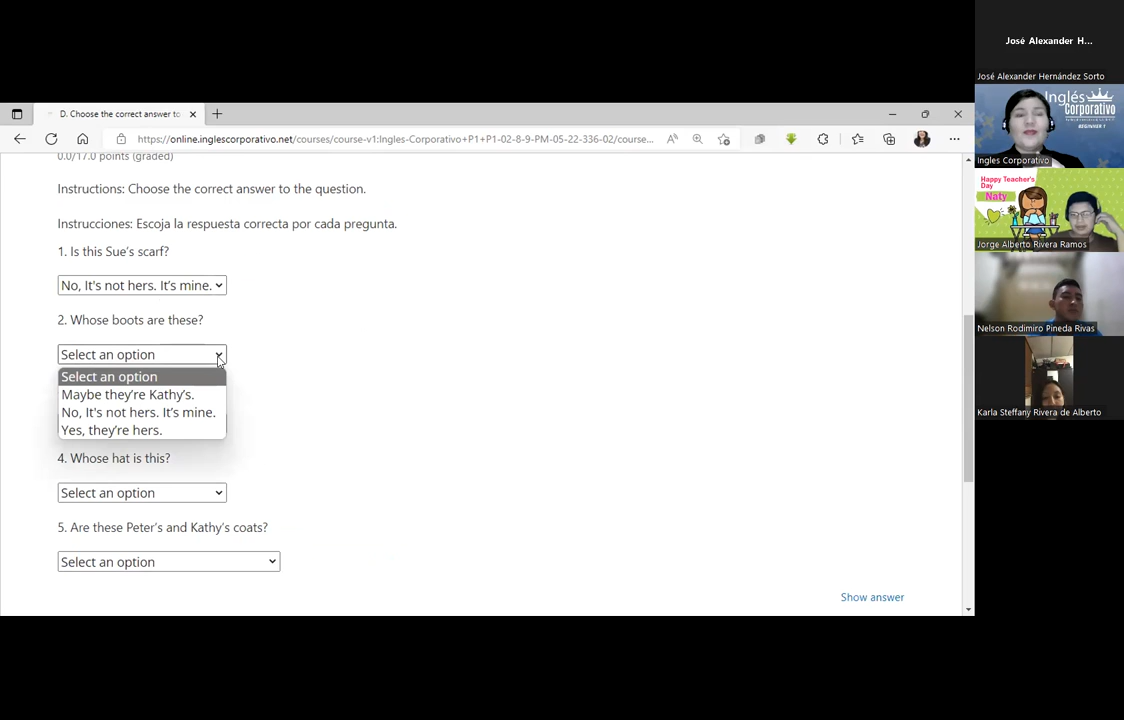 José Alexander H...
José Alexander Hernández Sorto
D. Choose the correct answer to
https://online.inglescorporativo.net/courses/course-v1:Ingles-Corporativo+P1+P1-02-8-9-PM-05-22-336-02/course...
Inglés
Corporativo
BEGINNER 1
Ingles Corporativo
0.0/17.0 points (graded)
Instructions: Choose the correct answer to the question.
Instrucciones: Escoja la respuesta correcta por cada pregunta.
1. Is this Sue's scarf?
No, It's not hers. It's mine.
2. Whose boots are these?
Select an option
Select an option
Maybe they're Kathy's.
No, It's not hers. It's mine.
Yes, they're hers.
4. Whose hat is this?
Select an option
5. Are these Peter's and Kathy's coats?
Select an option
Show answer
Happy Teacher's
Day
Naty
Jorge Alberto Rivera Ramos
Nelson Rodimiro Pineda Rivas
Karla Steffany Rivera de Alberto